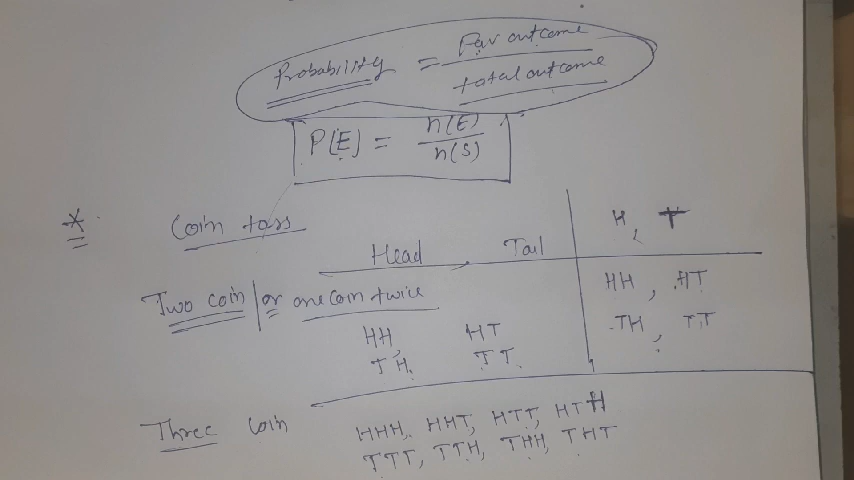 Probability = Fav outcome
total outcome
P(E) = n(E)
n(S)
*
Coin toss
Head Tail
H, T
Two coin | or one coin twice
HH, HT
TH, TT
HH, HT
TH, TT
Three coin
HHH, HHT, HTT, HTH
TTT, TTH, THH, THT